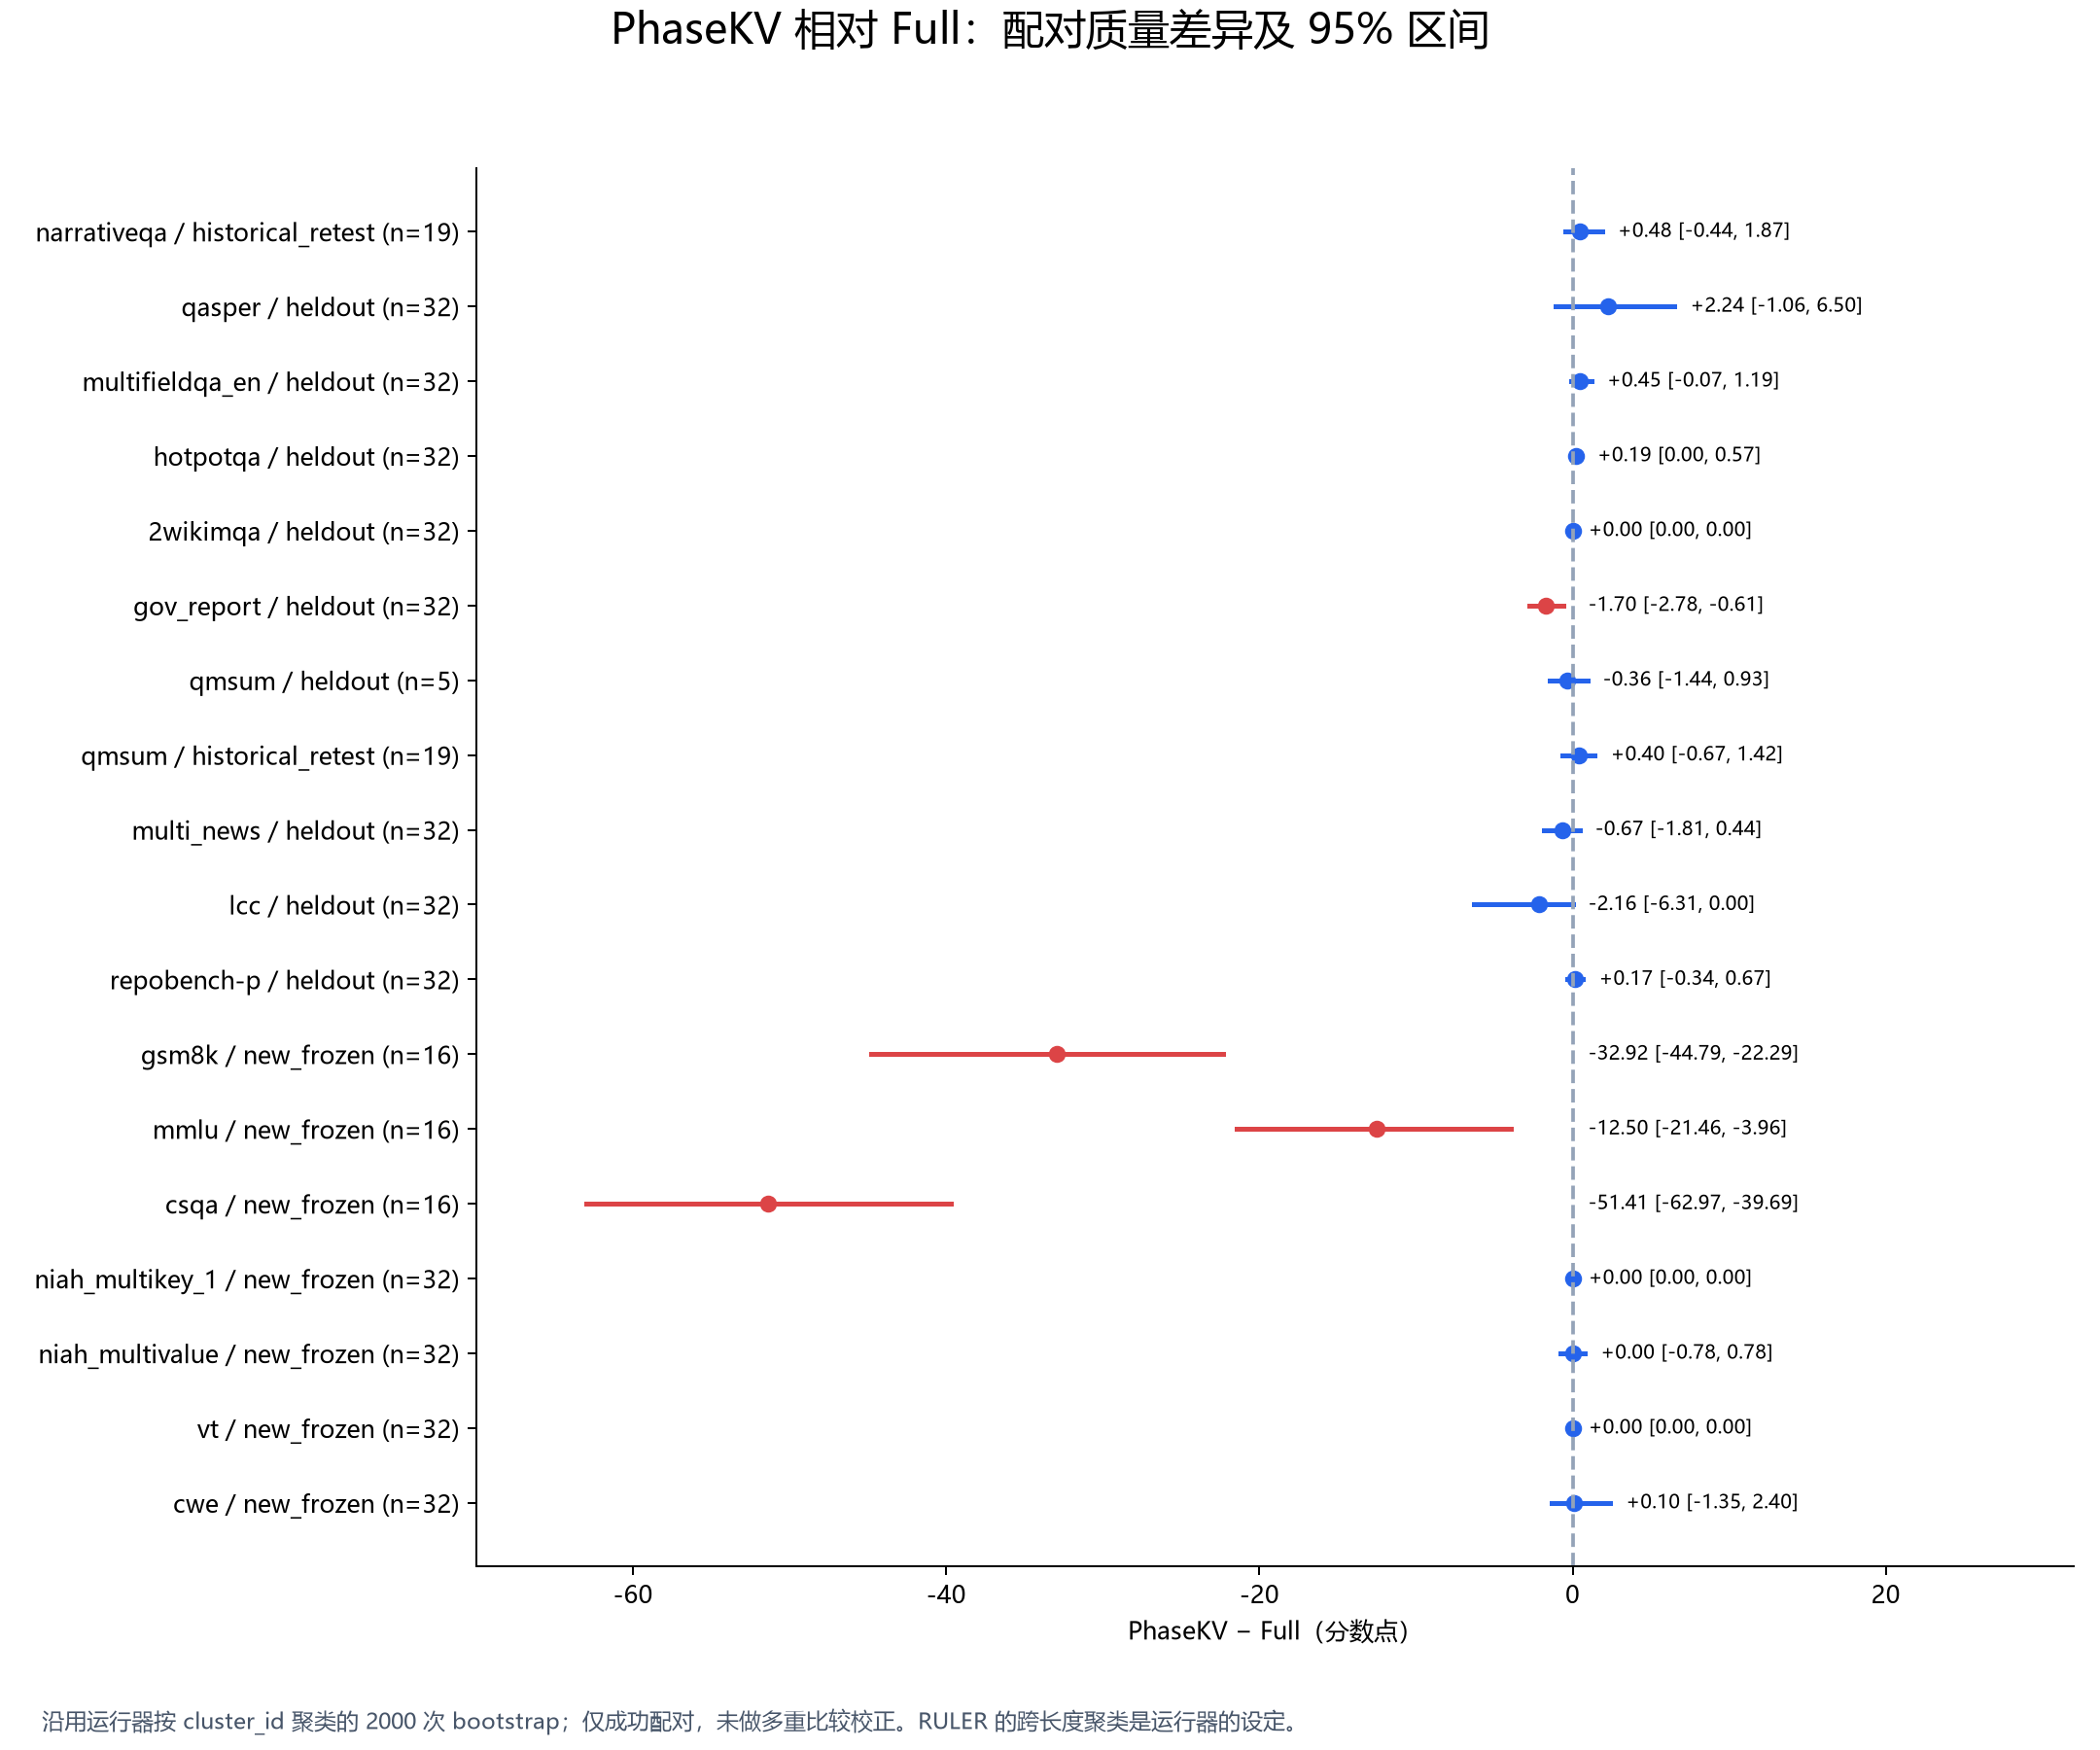 PhaseKV 相对 Full：配对质量差异及 95% 区间
narrativeqa / historical_retest (n=19) +0.48 [-0.44, 1.87]
qasper / heldout (n=32) +2.24 [-1.06, 6.50]
multifieldqa_en / heldout (n=32) +0.45 [-0.07, 1.19]
hotpotqa / heldout (n=32) +0.19 [0.00, 0.57]
2wikimqa / heldout (n=32) +0.00 [0.00, 0.00]
gov_report / heldout (n=32) -1.70 [-2.78, -0.61]
qmsum / heldout (n=5) -0.36 [-1.44, 0.93]
qmsum / historical_retest (n=19) +0.40 [-0.67, 1.42]
multi_news / heldout (n=32) -0.67 [-1.81, 0.44]
lcc / heldout (n=32) -2.16 [-6.31, 0.00]
repobench-p / heldout (n=32) +0.17 [-0.34, 0.67]
gsm8k / new_frozen (n=16) -32.92 [-44.79, -22.29]
mmlu / new_frozen (n=16) -12.50 [-21.46, -3.96]
csqa / new_frozen (n=16) -51.41 [-62.97, -39.69]
niah_multikey_1 / new_frozen (n=32) +0.00 [0.00, 0.00]
niah_multivalue / new_frozen (n=32) +0.00 [-0.78, 0.78]
vt / new_frozen (n=32) +0.00 [0.00, 0.00]
cwe / new_frozen (n=32) +0.10 [-1.35, 2.40]
-60 -40 -20 0 20
PhaseKV − Full（分数点）
沿用运行器按 cluster_id 聚类的 2000 次 bootstrap；仅成功配对，未做多重比较校正。RULER 的跨长度聚类是运行器的设定。